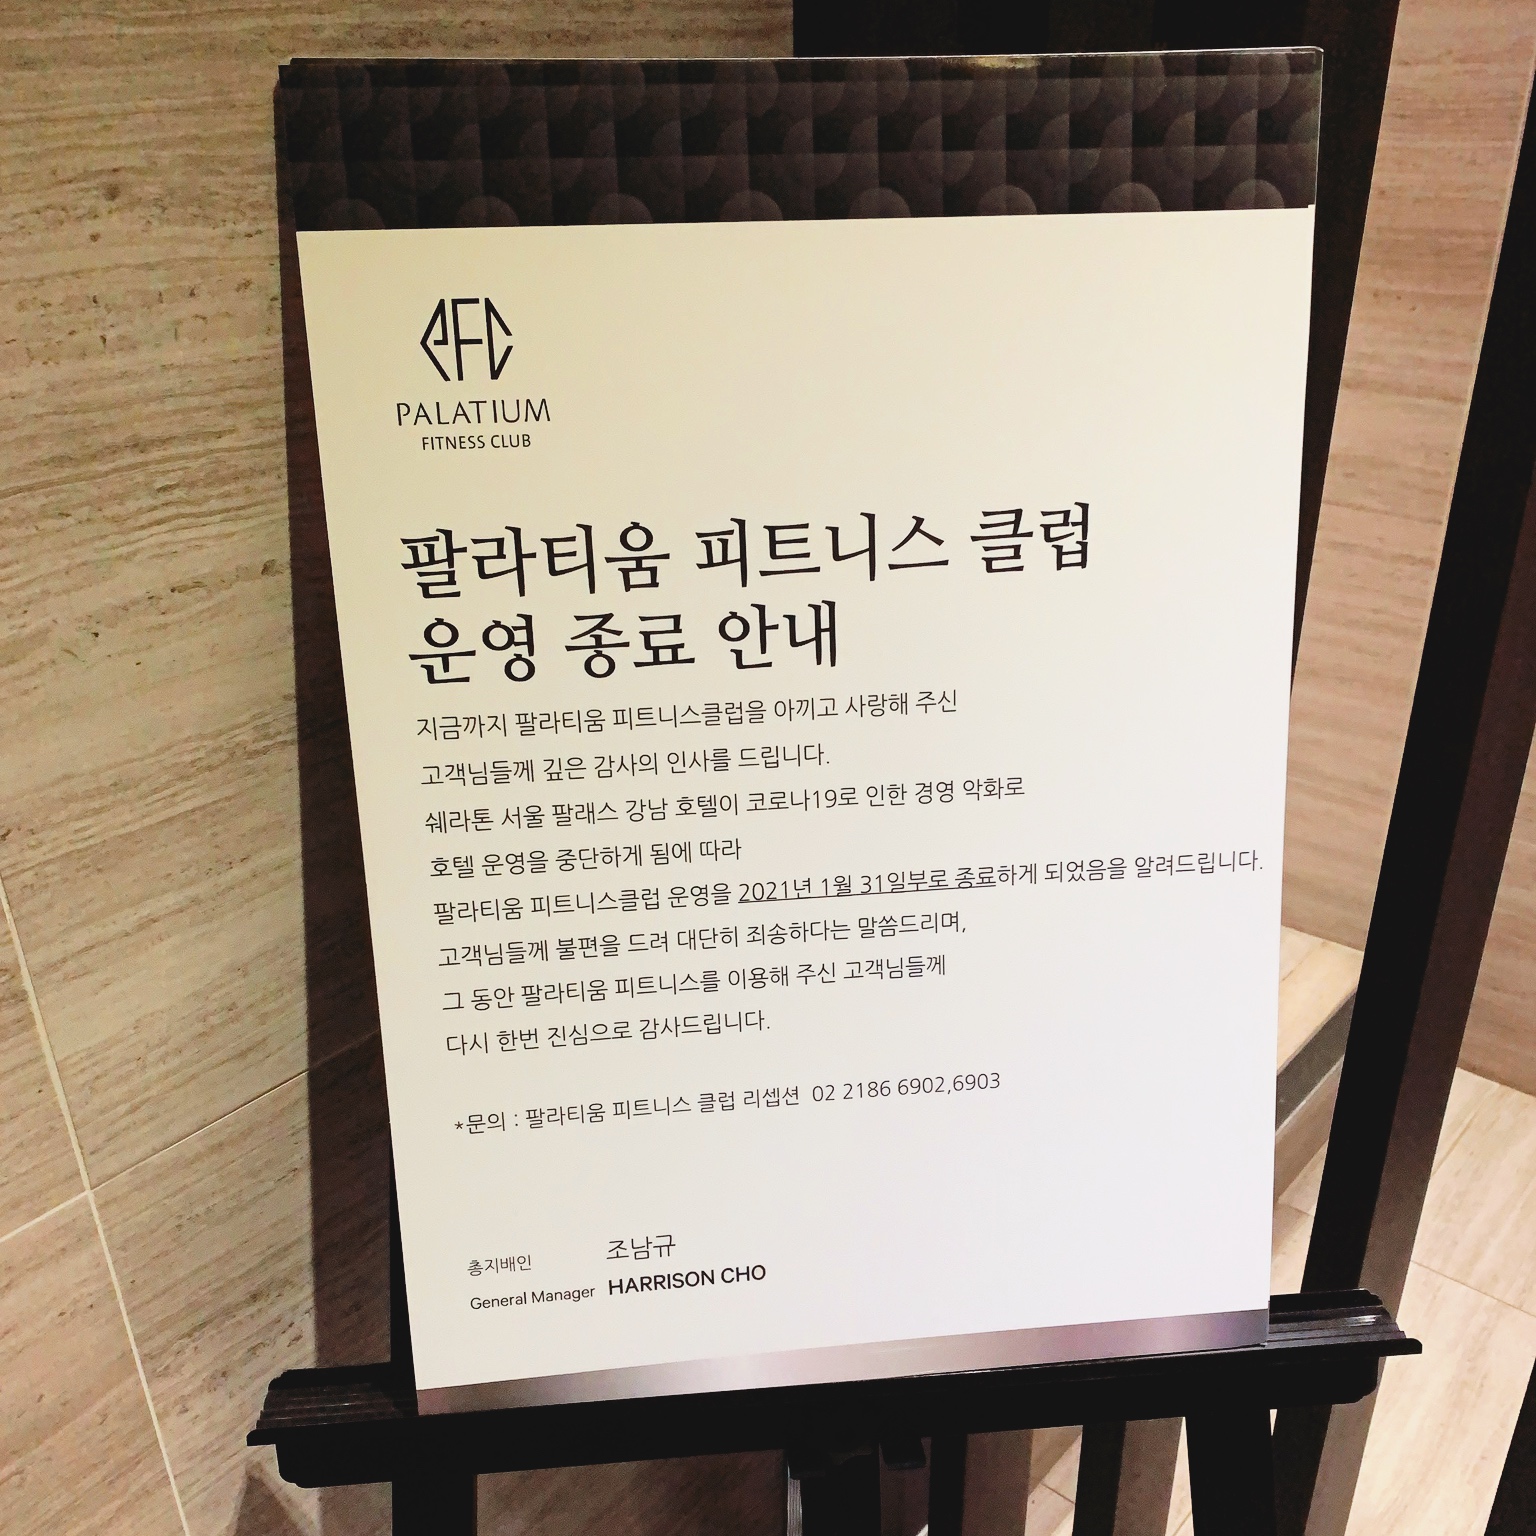 PFC
PALATIUM
FITNESS CLUB
팔라티움 피트니스 클럽
운영 종료 안내
지금까지 팔라티움 피트니스클럽을 아끼고 사랑해 주신
고객님들께 깊은 감사의 인사를 드립니다.
쉐라톤 서울 팔래스 강남 호텔이 코로나19로 인한 경영 악화로
호텔 운영을 중단하게 됨에 따라
팔라티움 피트니스클럽 운영을 2021년 1월 31일부로 종료하게 되었음을 알려드립니다.
고객님들께 불편을 드려 대단히 죄송하다는 말씀드리며,
그 동안 팔라티움 피트니스를 이용해 주신 고객님들께
다시 한번 진심으로 감사드립니다.
*문의 : 팔라티움 피트니스 클럽 리셉션 02 2186 6902,6903
총지배인 조남규
General Manager HARRISON CHO